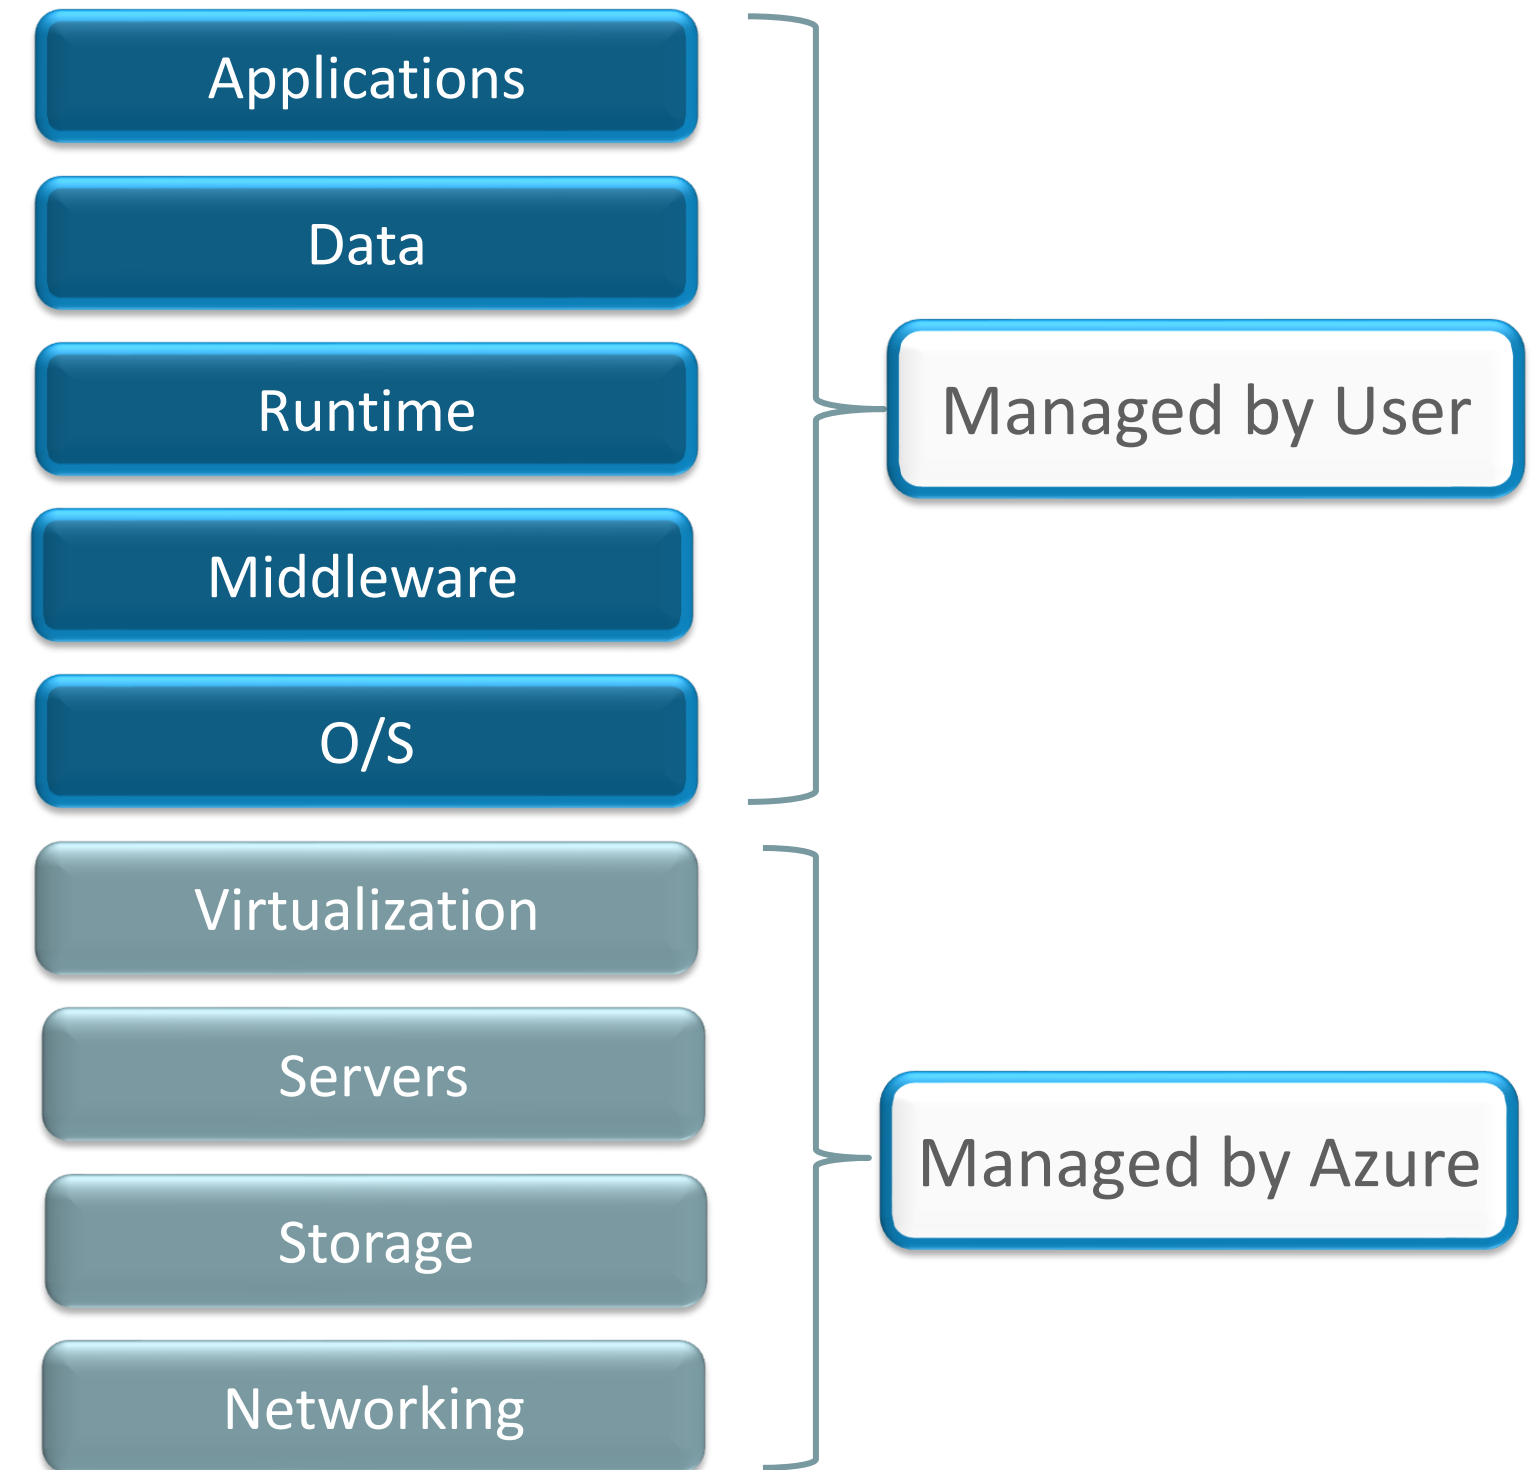 Applications
Data
Runtime
Middleware
O/S
Managed by User
Virtualization
Servers
Storage
Networking
Managed by Azure